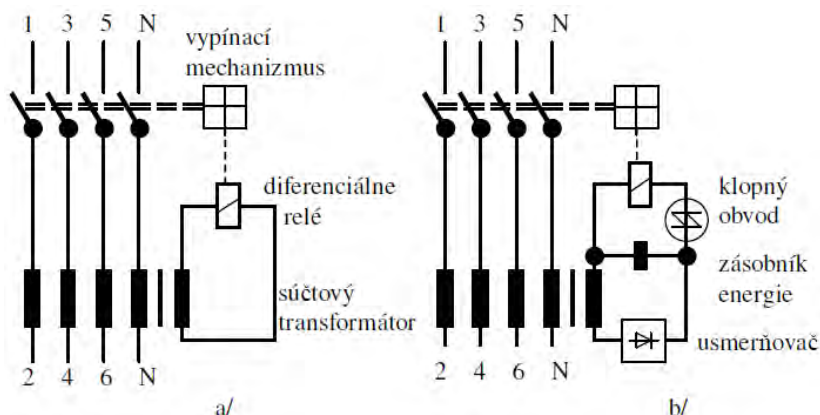 1 3 5 N
vypínací
mechanizmus
diferenciálne
relé
súčtový
transformátor
2 4 6 N
a/
1 3 5 N
klopný
obvod
zásobník
energie
usmerňovač
2 4 6 N
b/